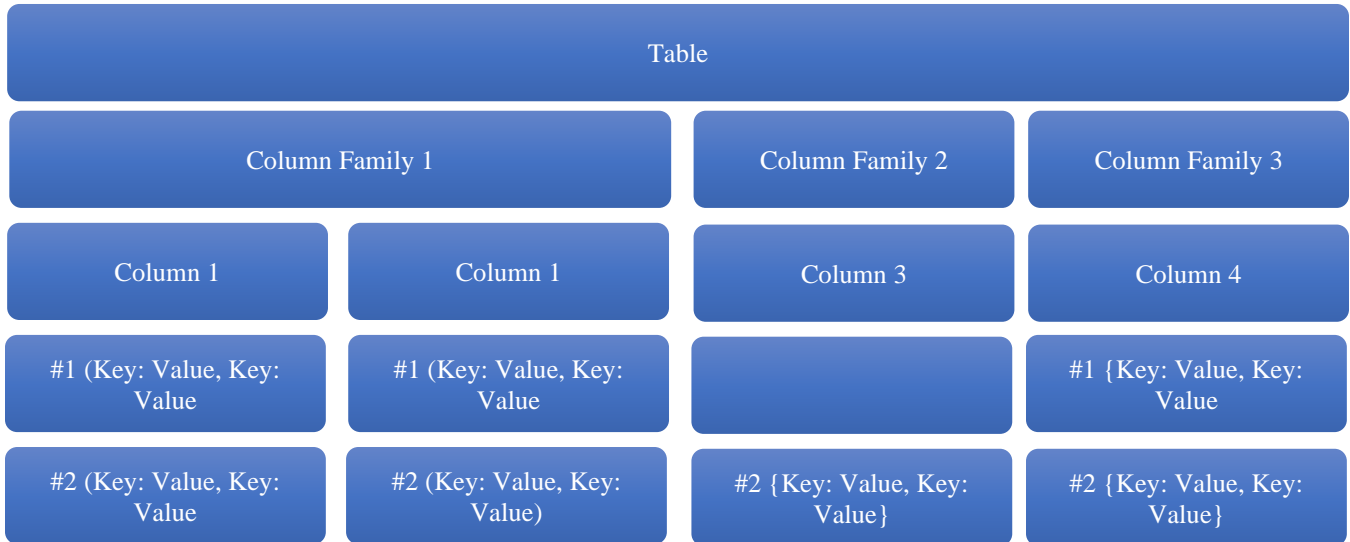 Table
Column Family 1
Column Family 2
Column Family 3
Column 1
Column 1
Column 3
Column 4
#1 (Key: Value, Key:
Value
#1 (Key: Value, Key:
Value
#1 {Key: Value, Key:
Value
#2 (Key: Value, Key:
Value
#2 (Key: Value, Key:
Value)
#2 {Key: Value, Key:
Value}
#2 {Key: Value, Key:
Value}